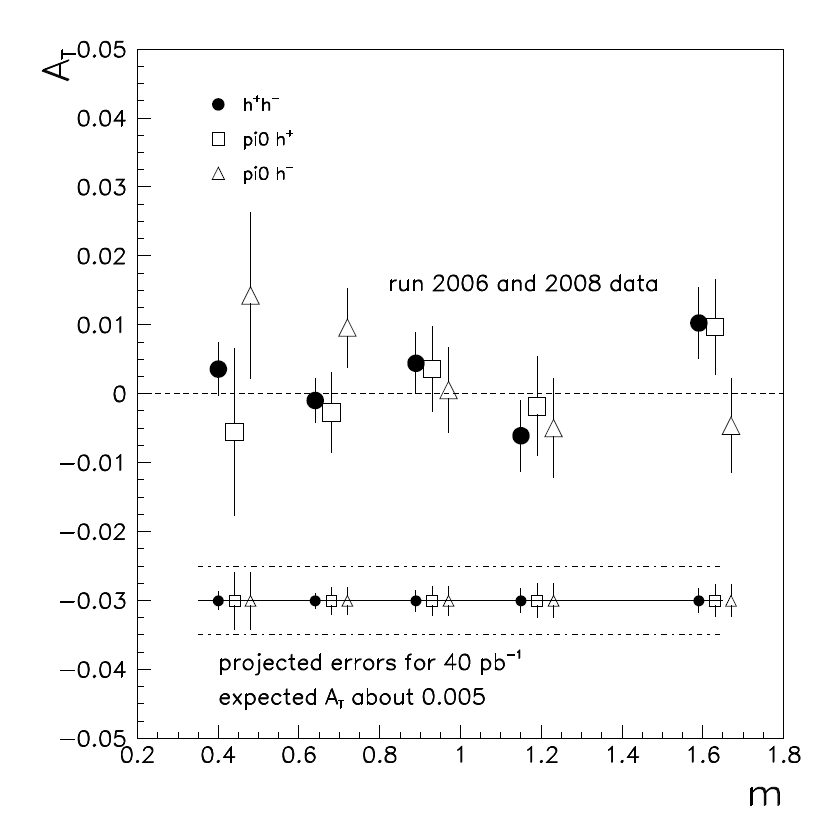 A_T
0.05
0.04
0.03
0.02
0.01
0
−0.01
−0.02
−0.03
−0.04
−0.05
h⁺h⁻
pi0 h⁺
pi0 h⁻
run 2006 and 2008 data
projected errors for 40 pb⁻¹
expected A_T about 0.005
0.2 0.4 0.6 0.8 1 1.2 1.4 1.6 1.8
m